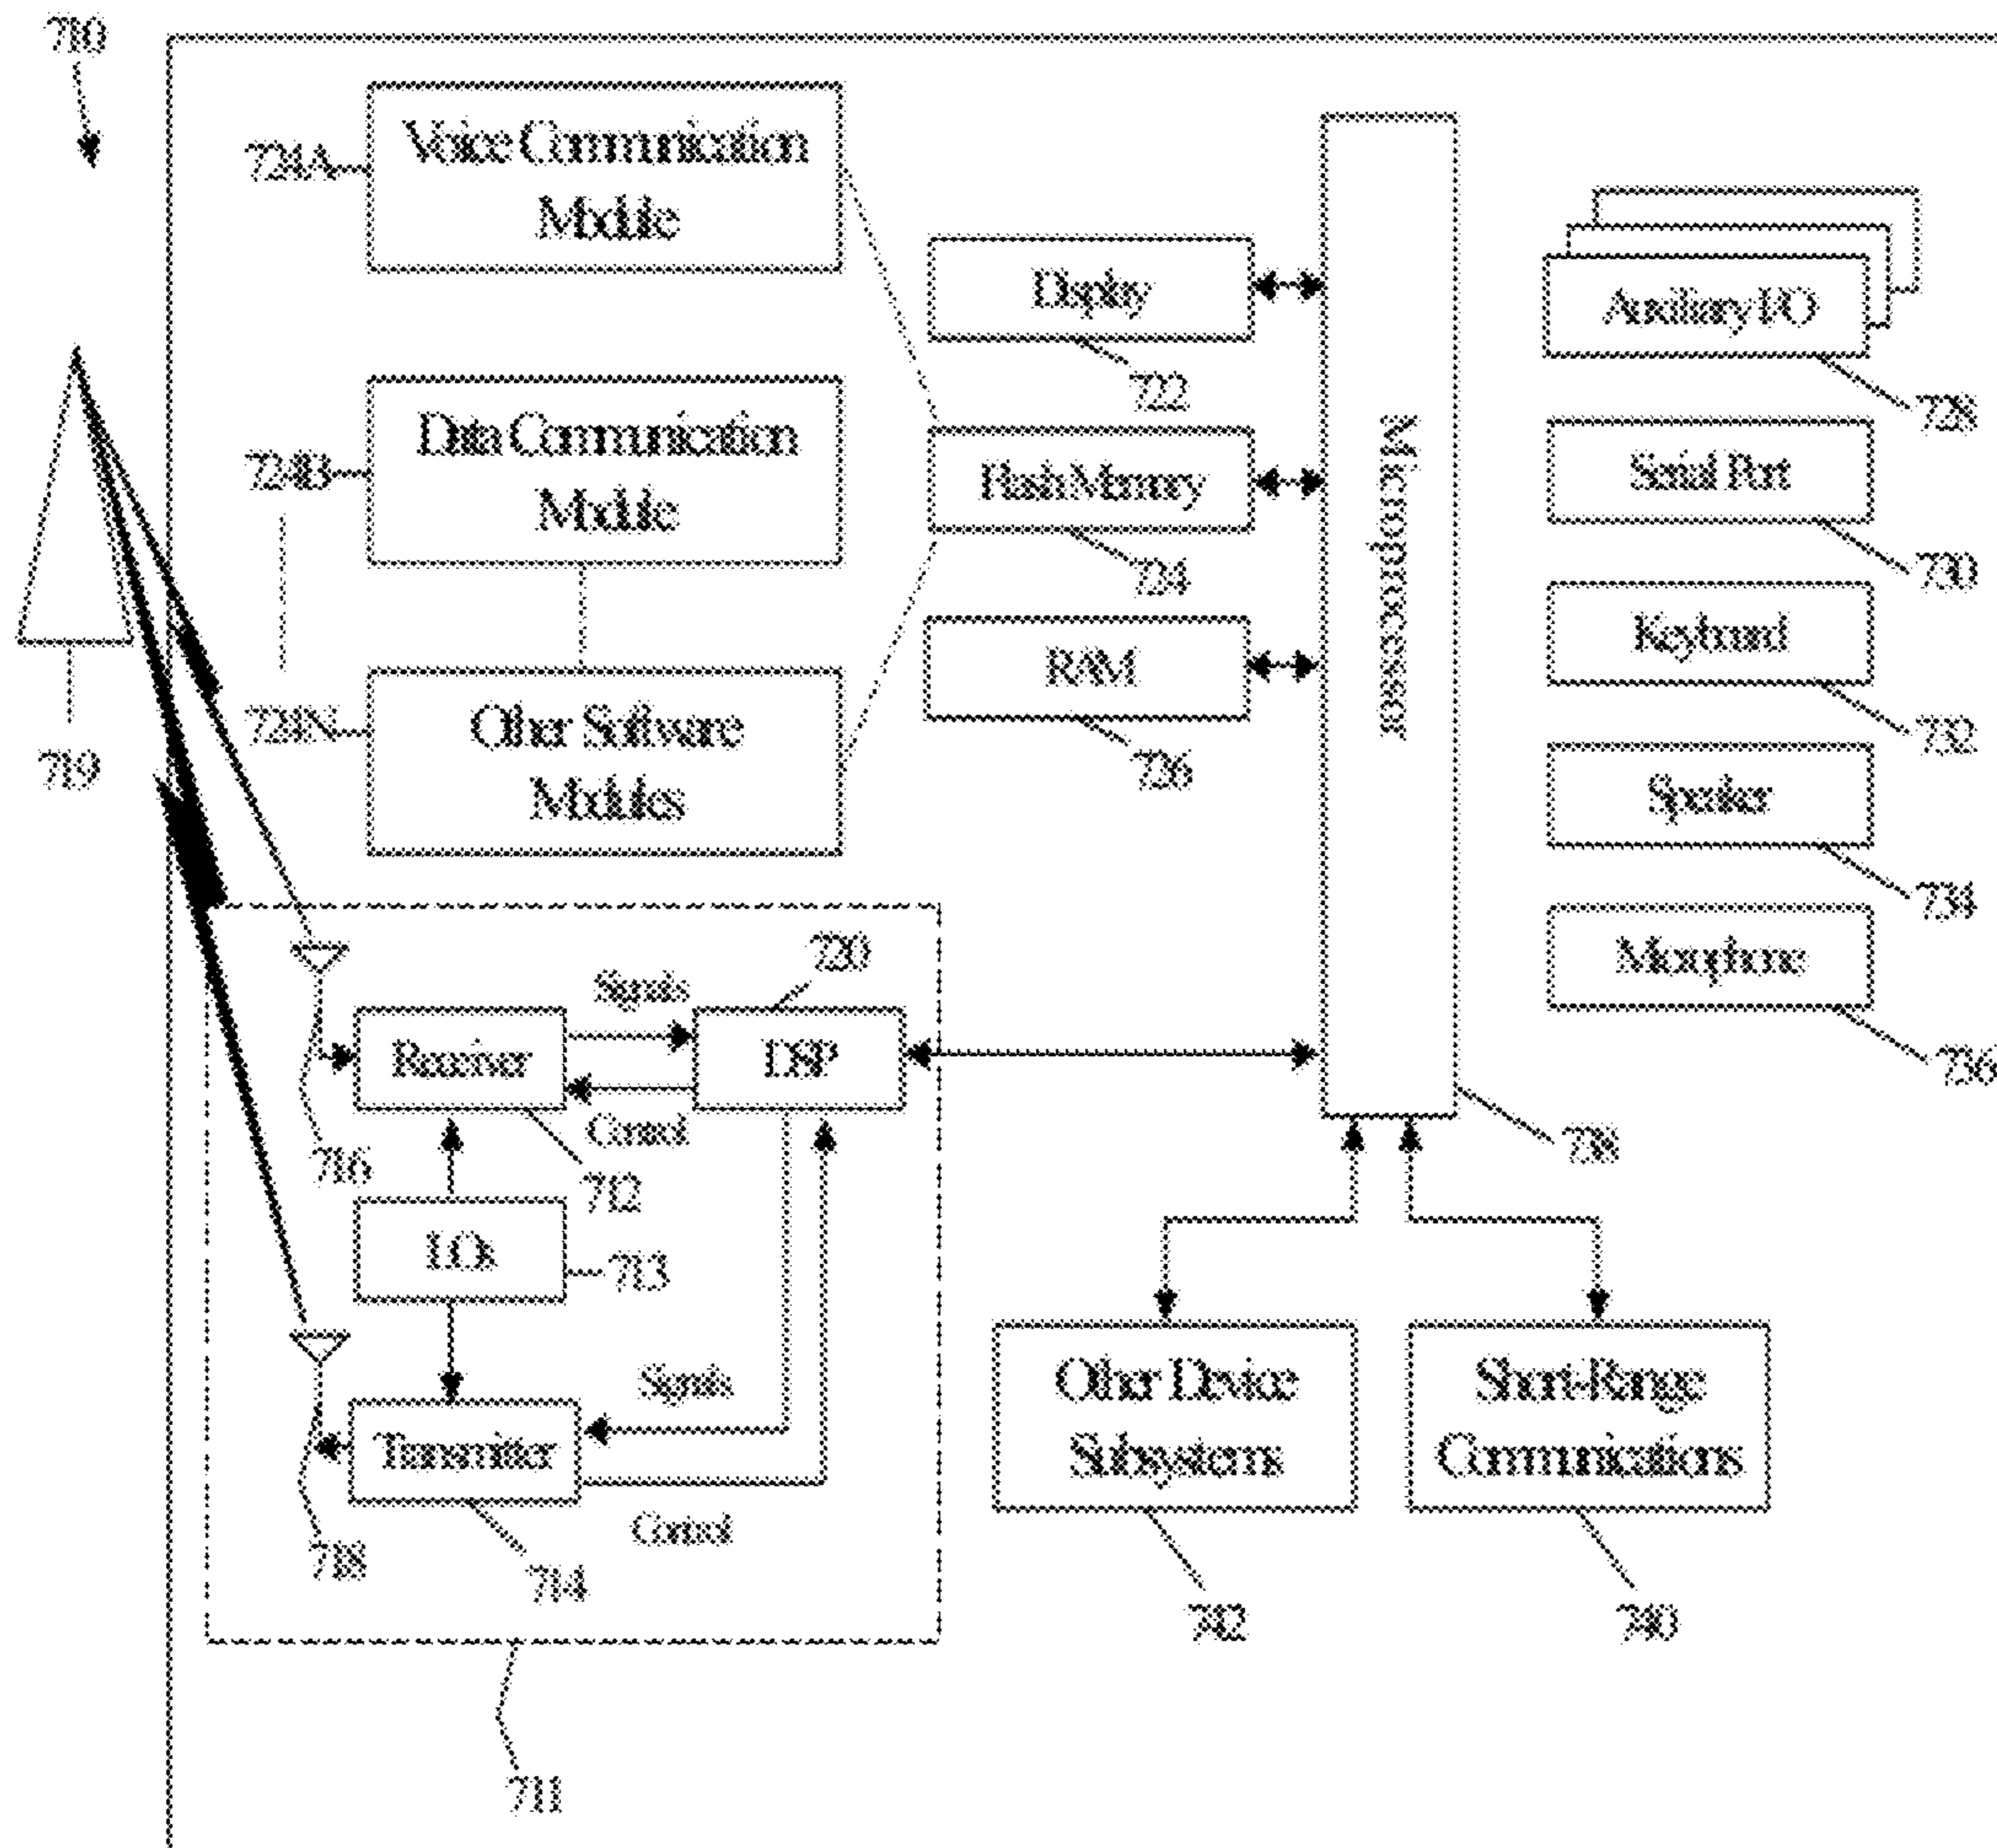 710
724A
Voice Communication
Module
Display
722
Auxiliary I/O
728
724B
Data Communication
Module
Flash Memory
724
Serial Port
730
Microprocesser
Keyboard
732
724N
Other Software
Modules
RAM
726
Speaker
734
719
Microphone
736
220
Signals
Receiver
DSP
Control
716
712
738
LOs
713
Signals
Transmitter
Control
718
714
Other Device
Subsystems
742
Short-Range
Communications
740
711